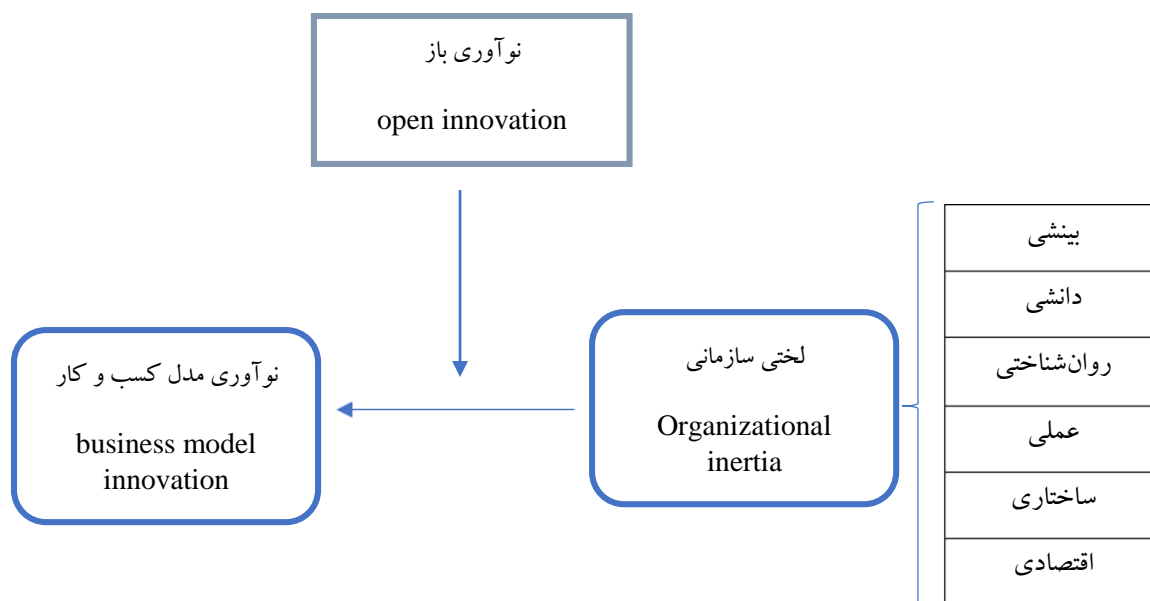 نوآوری باز
open innovation
بینشی
دانشی
روان‌شناختی
عملی
ساختاری
اقتصادی
لختی سازمانی
Organizational
inertia
نوآوری مدل کسب و کار
business model
innovation